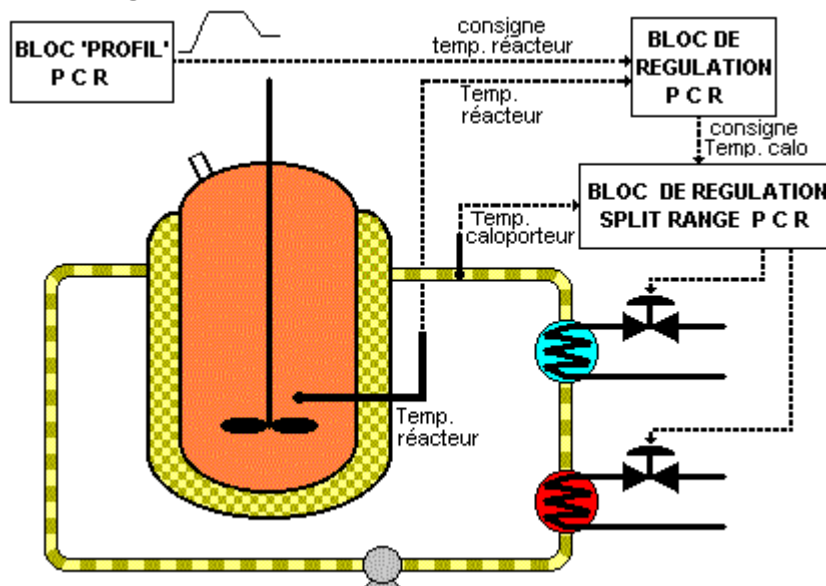 BLOC 'PROFIL'
P C R
consigne
temp. réacteur
BLOC DE
REGULATION
P C R
Temp.
réacteur
consigne
Temp. calo
BLOC DE REGULATION
SPLIT RANGE P C R
Temp.
caloporteur
Temp.
réacteur